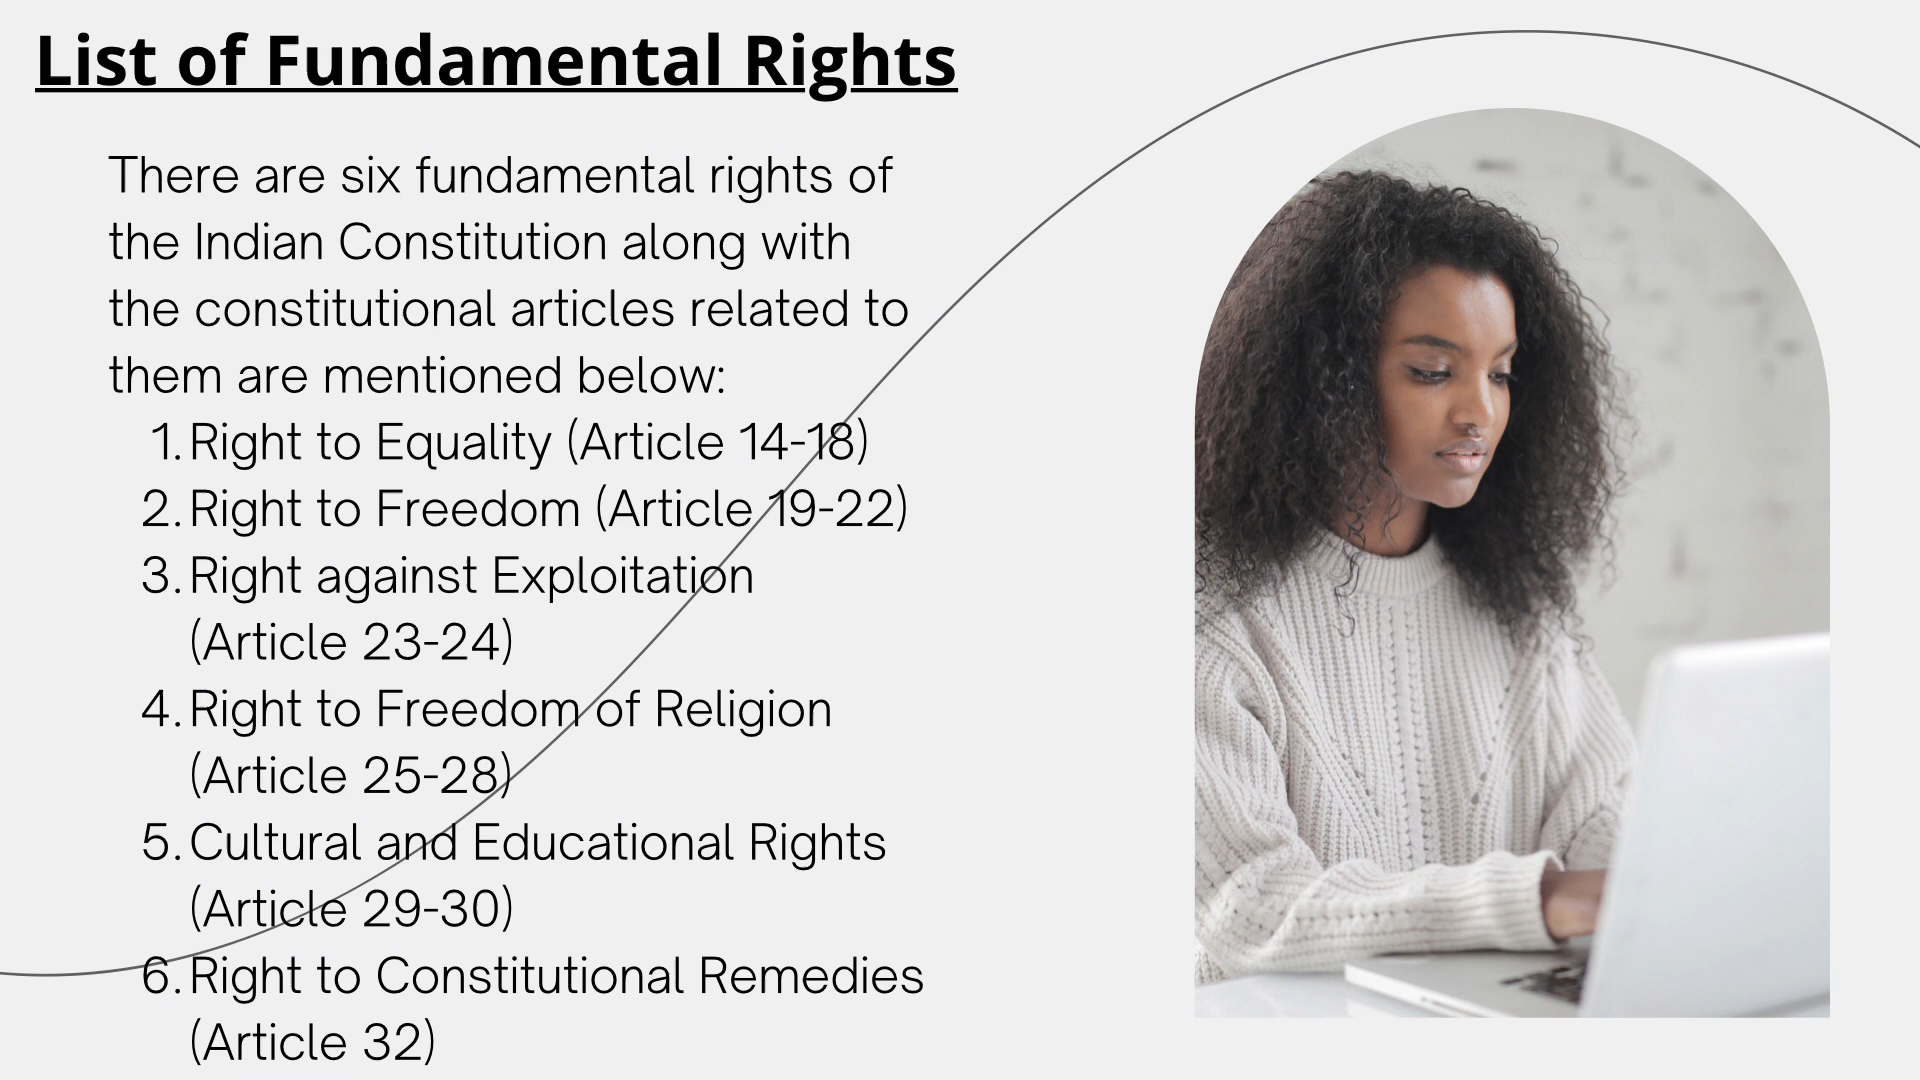 List of Fundamental Rights
There are six fundamental rights of
the Indian Constitution along with
the constitutional articles related to
them are mentioned below:
1. Right to Equality (Article 14-18)
2. Right to Freedom (Article 19-22)
3. Right against Exploitation
(Article 23-24)
4. Right to Freedom of Religion
(Article 25-28)
5. Cultural and Educational Rights
(Article 29-30)
6. Right to Constitutional Remedies
(Article 32)